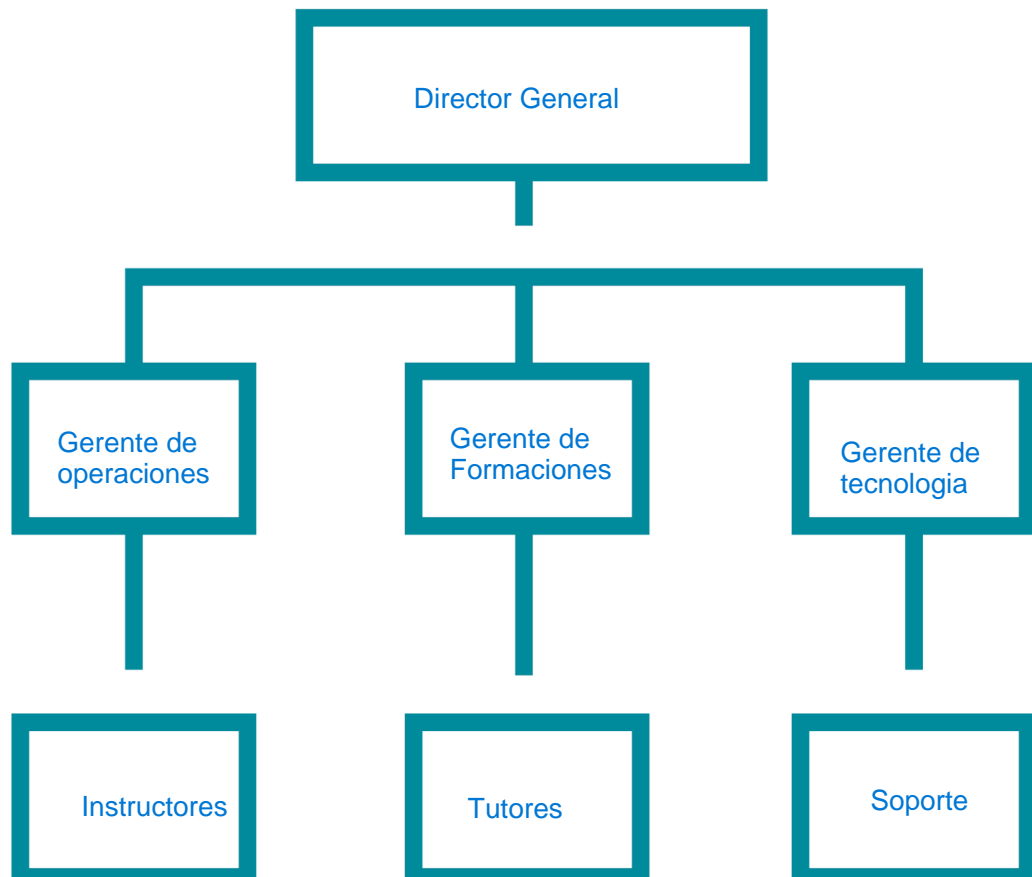 Director General
Gerente de
operaciones
Gerente de
Formaciones
Gerente de
tecnologia
Instructores
Tutores
Soporte